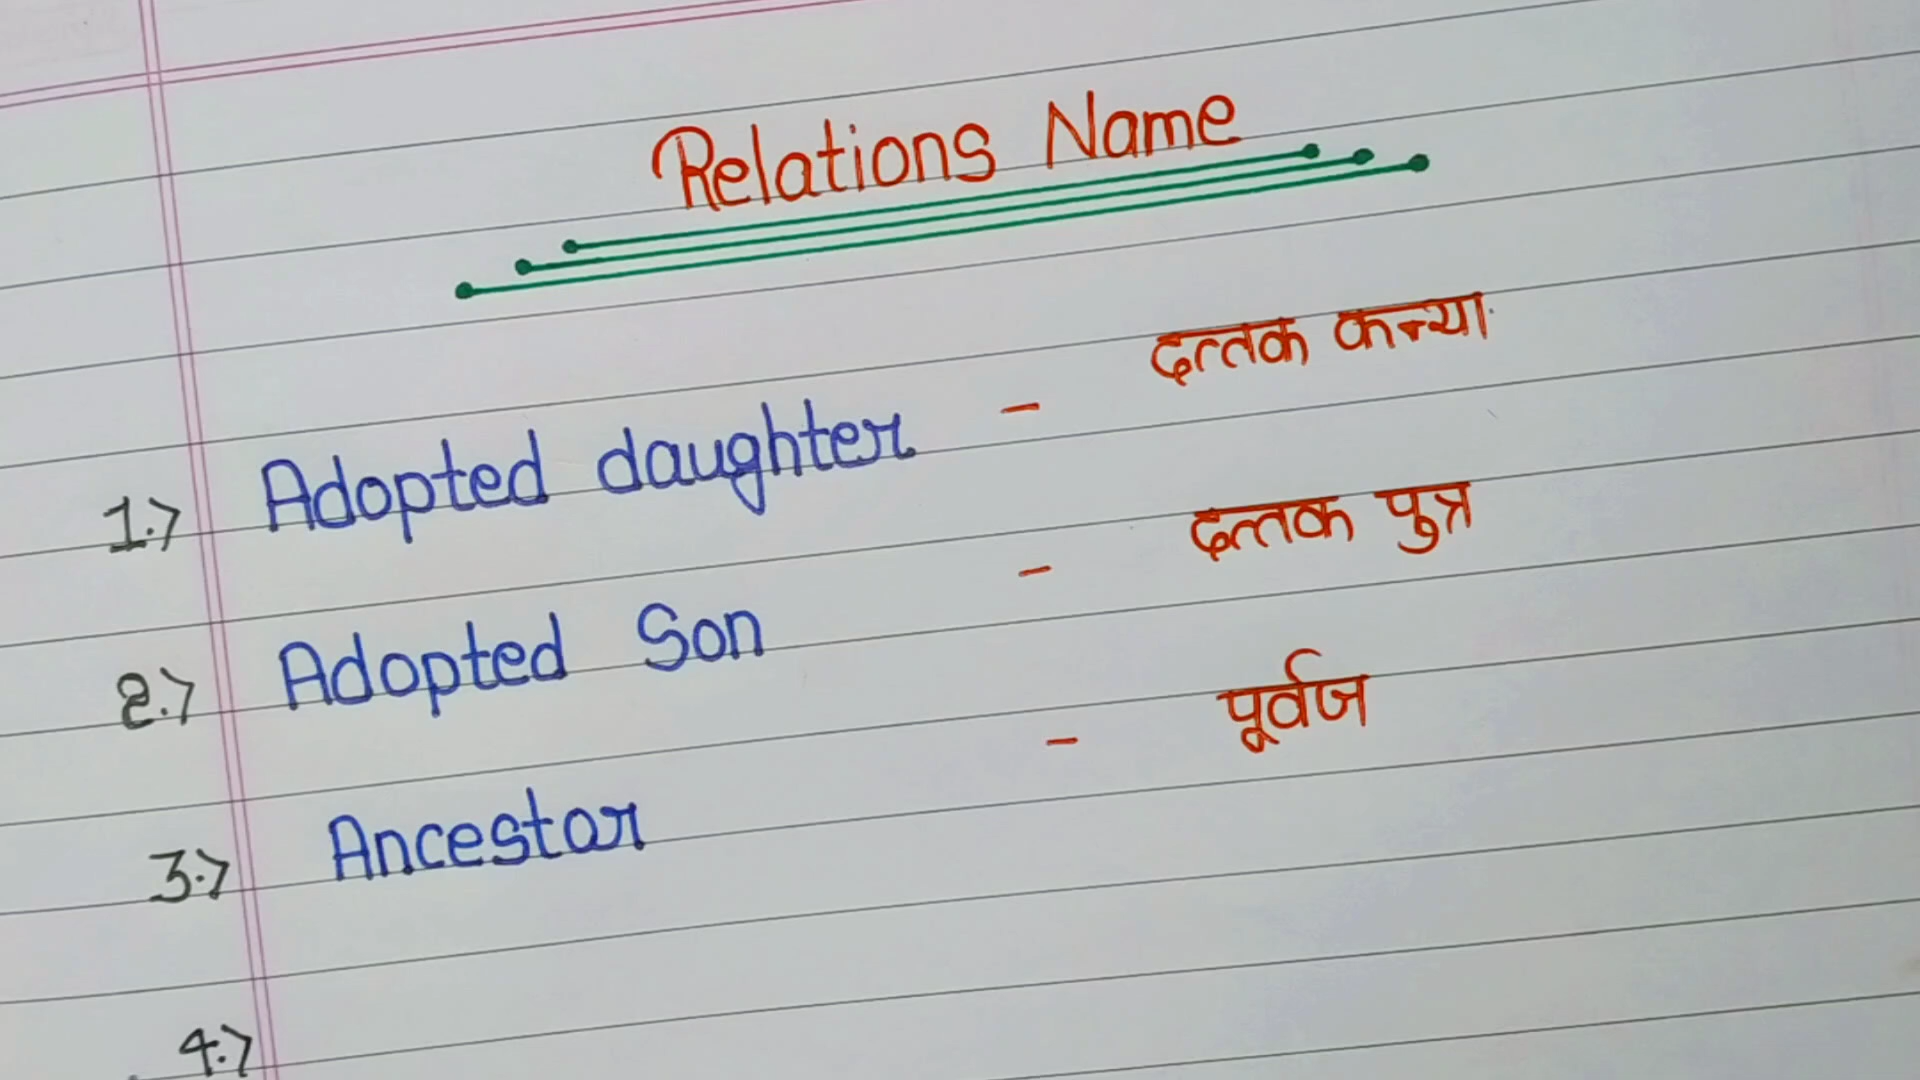 Relations Name
1.> Adopted daughter - दत्तक कन्या
2.> Adopted Son - दत्तक पुत्र
3.> Ancestor - पूर्वज
4.>